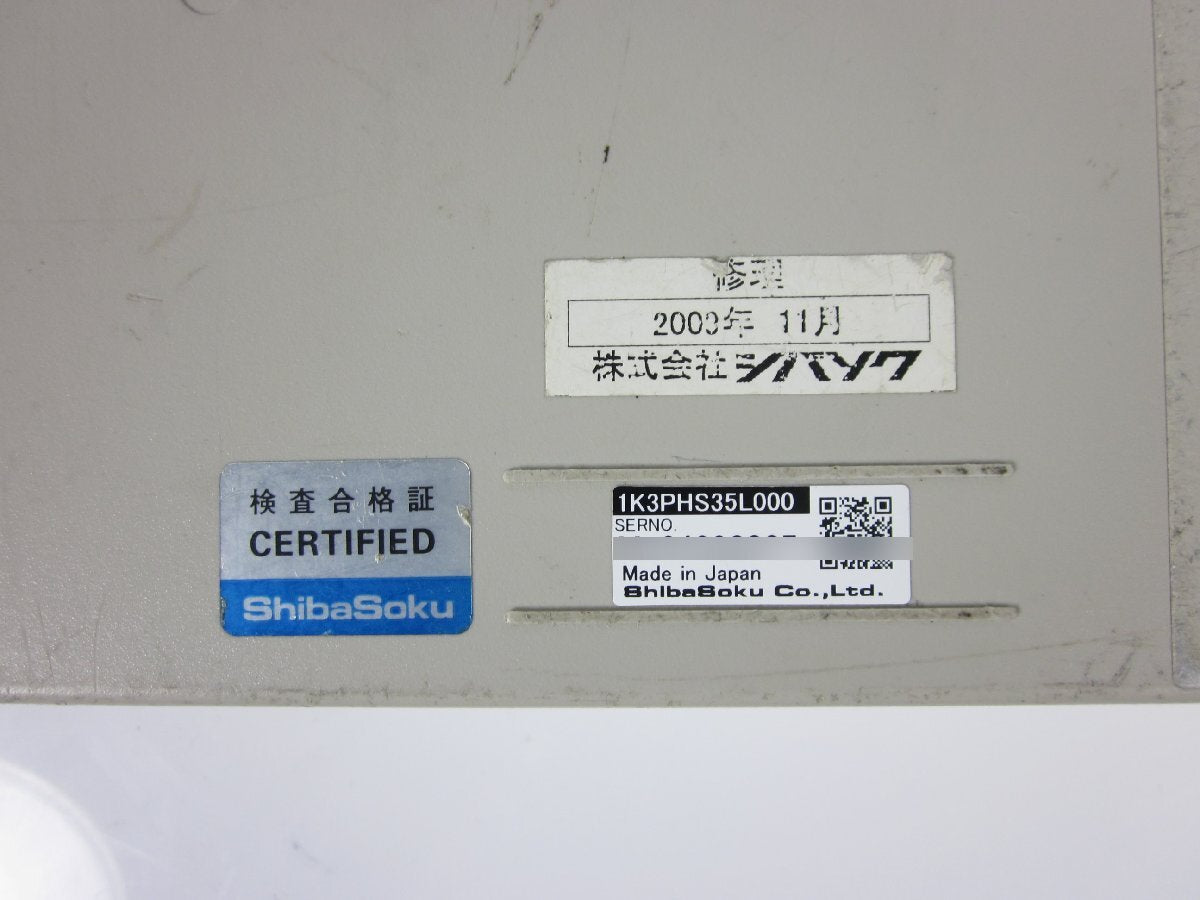 修理
2003年 11月
株式会社シバソク
検査合格証
CERTIFIED
ShibaSoku
1K3PHS35L000
SERNO.
Made in Japan
ShibaSoku Co.,Ltd.